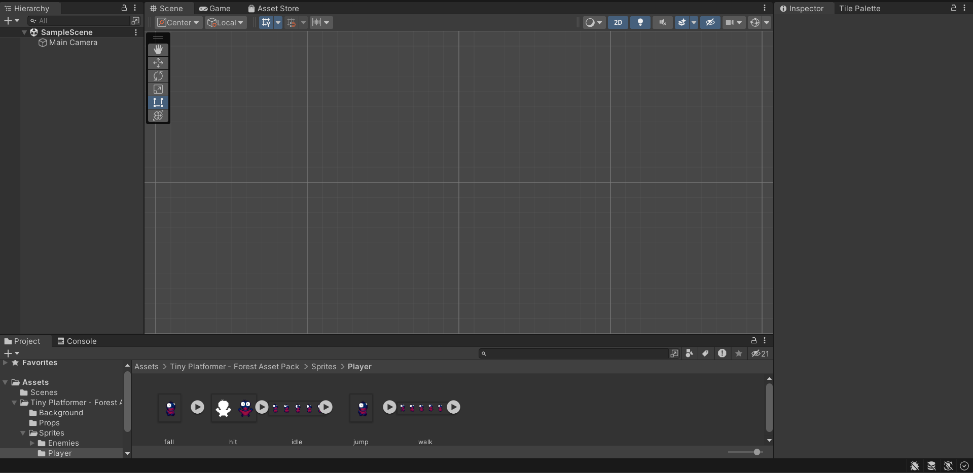 Hierarchy
All
SampleScene
Main Camera
Scene
Game
Asset Store
Center
Local
2D
Inspector
Tile Palette
Project
Console
21
Favorites
Assets
Scenes
Tiny Platformer - Forest A
Background
Props
Sprites
Enemies
Player
Assets > Tiny Platformer - Forest Asset Pack > Sprites > Player
fall
hit
idle
jump
walk